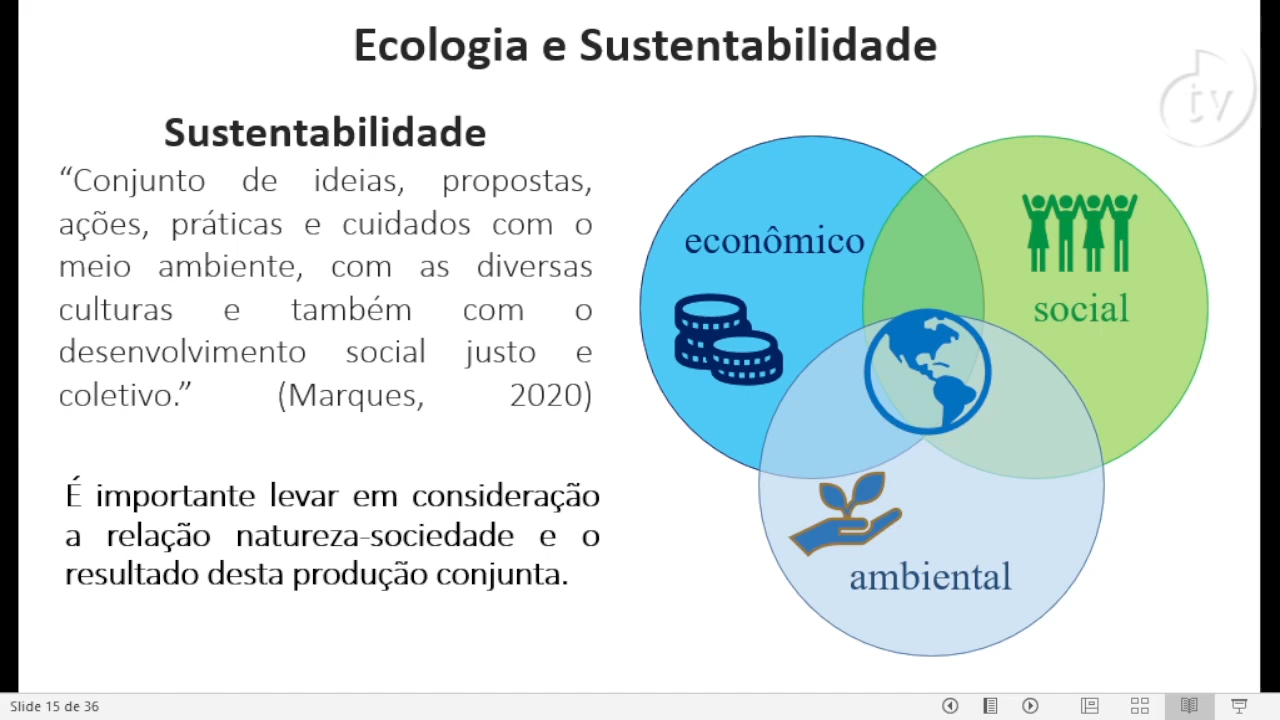 Ecologia e Sustentabilidade
tv
Sustentabilidade
“Conjunto de ideias, propostas,
ações, práticas e cuidados com o
meio ambiente, com as diversas
culturas e também com o
desenvolvimento social justo e
coletivo.” (Marques, 2020)
É importante levar em consideração
a relação natureza-sociedade e o
resultado desta produção conjunta.
econômico
social
ambiental
Slide 15 de 36